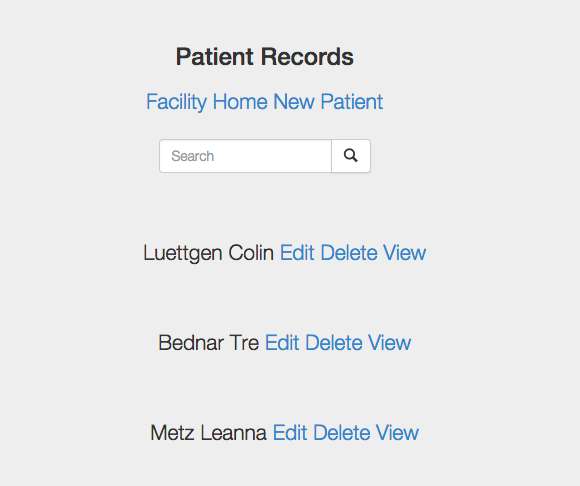 Patient Records
Facility Home New Patient
Search
Luettgen Colin Edit Delete View
Bednar Tre Edit Delete View
Metz Leanna Edit Delete View